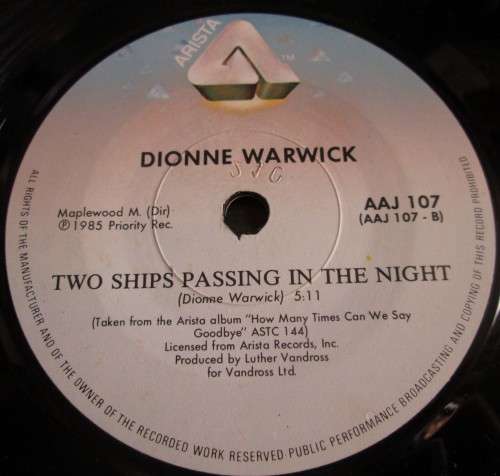 ARISTA
TM
DIONNE WARWICK
SJC
Maplewood M. (Dir)
℗ 1985 Priority Rec.
AAJ 107
(AAJ 107 - B)
TWO SHIPS PASSING IN THE NIGHT
(Dionne Warwick) 5:11
(Taken from the Arista album "How Many Times Can We Say
Goodbye" ASTC 144)
Licensed from Arista Records, Inc.
Produced by Luther Vandross
for Vandross Ltd.
ALL RIGHTS OF THE MANUFACTURER AND OF THE OWNER OF THE RECORDED WORK RESERVED PUBLIC PERFORMANCE BROADCASTING AND COPYING OF THIS RECORD PROHIBITED